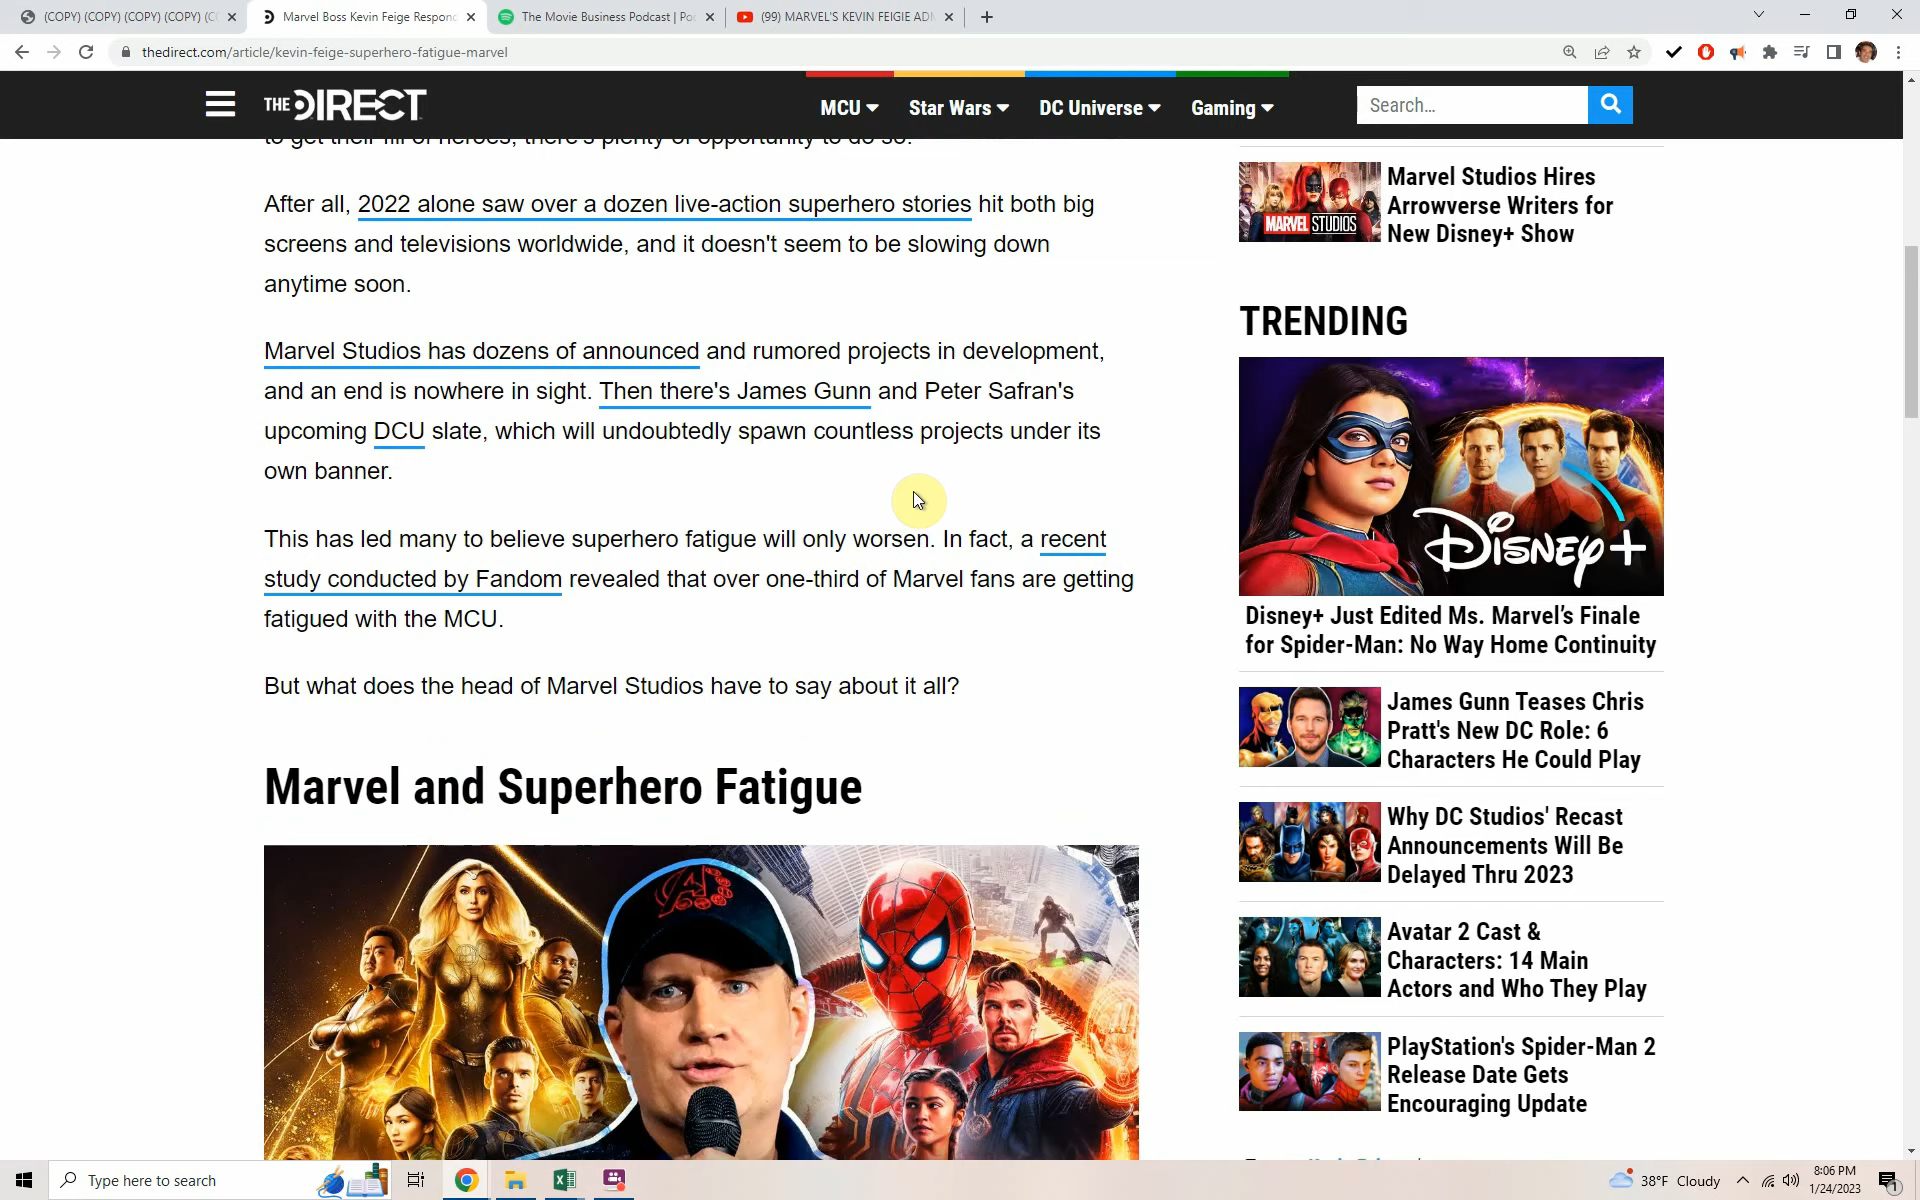 (COPY) (COPY) (COPY) (COPY) (C
Marvel Boss Kevin Feige Respon
The Movie Business Podcast | Po
(99) MARVEL'S KEVIN FEIGIE ADM
thedirect.com/article/kevin-feige-superhero-fatigue-marvel
THE DIRECT
MCU
Star Wars
DC Universe
Gaming
Search...
to get their fill of heroes, there's plenty of opportunity to do so.
After all, 2022 alone saw over a dozen live-action superhero stories hit both big
screens and televisions worldwide, and it doesn't seem to be slowing down
anytime soon.
Marvel Studios has dozens of announced and rumored projects in development,
and an end is nowhere in sight. Then there's James Gunn and Peter Safran's
upcoming DCU slate, which will undoubtedly spawn countless projects under its
own banner.
This has led many to believe superhero fatigue will only worsen. In fact, a recent
study conducted by Fandom revealed that over one-third of Marvel fans are getting
fatigued with the MCU.
But what does the head of Marvel Studios have to say about it all?
Marvel and Superhero Fatigue
MARVEL STUDIOS
Marvel Studios Hires
Arrowverse Writers for
New Disney+ Show
TRENDING
Disney+
Disney+ Just Edited Ms. Marvel's Finale
for Spider-Man: No Way Home Continuity
James Gunn Teases Chris
Pratt's New DC Role: 6
Characters He Could Play
Why DC Studios' Recast
Announcements Will Be
Delayed Thru 2023
Avatar 2 Cast &
Characters: 14 Main
Actors and Who They Play
PlayStation's Spider-Man 2
Release Date Gets
Encouraging Update
Type here to search
38°F Cloudy
8:06 PM
1/24/2023
1